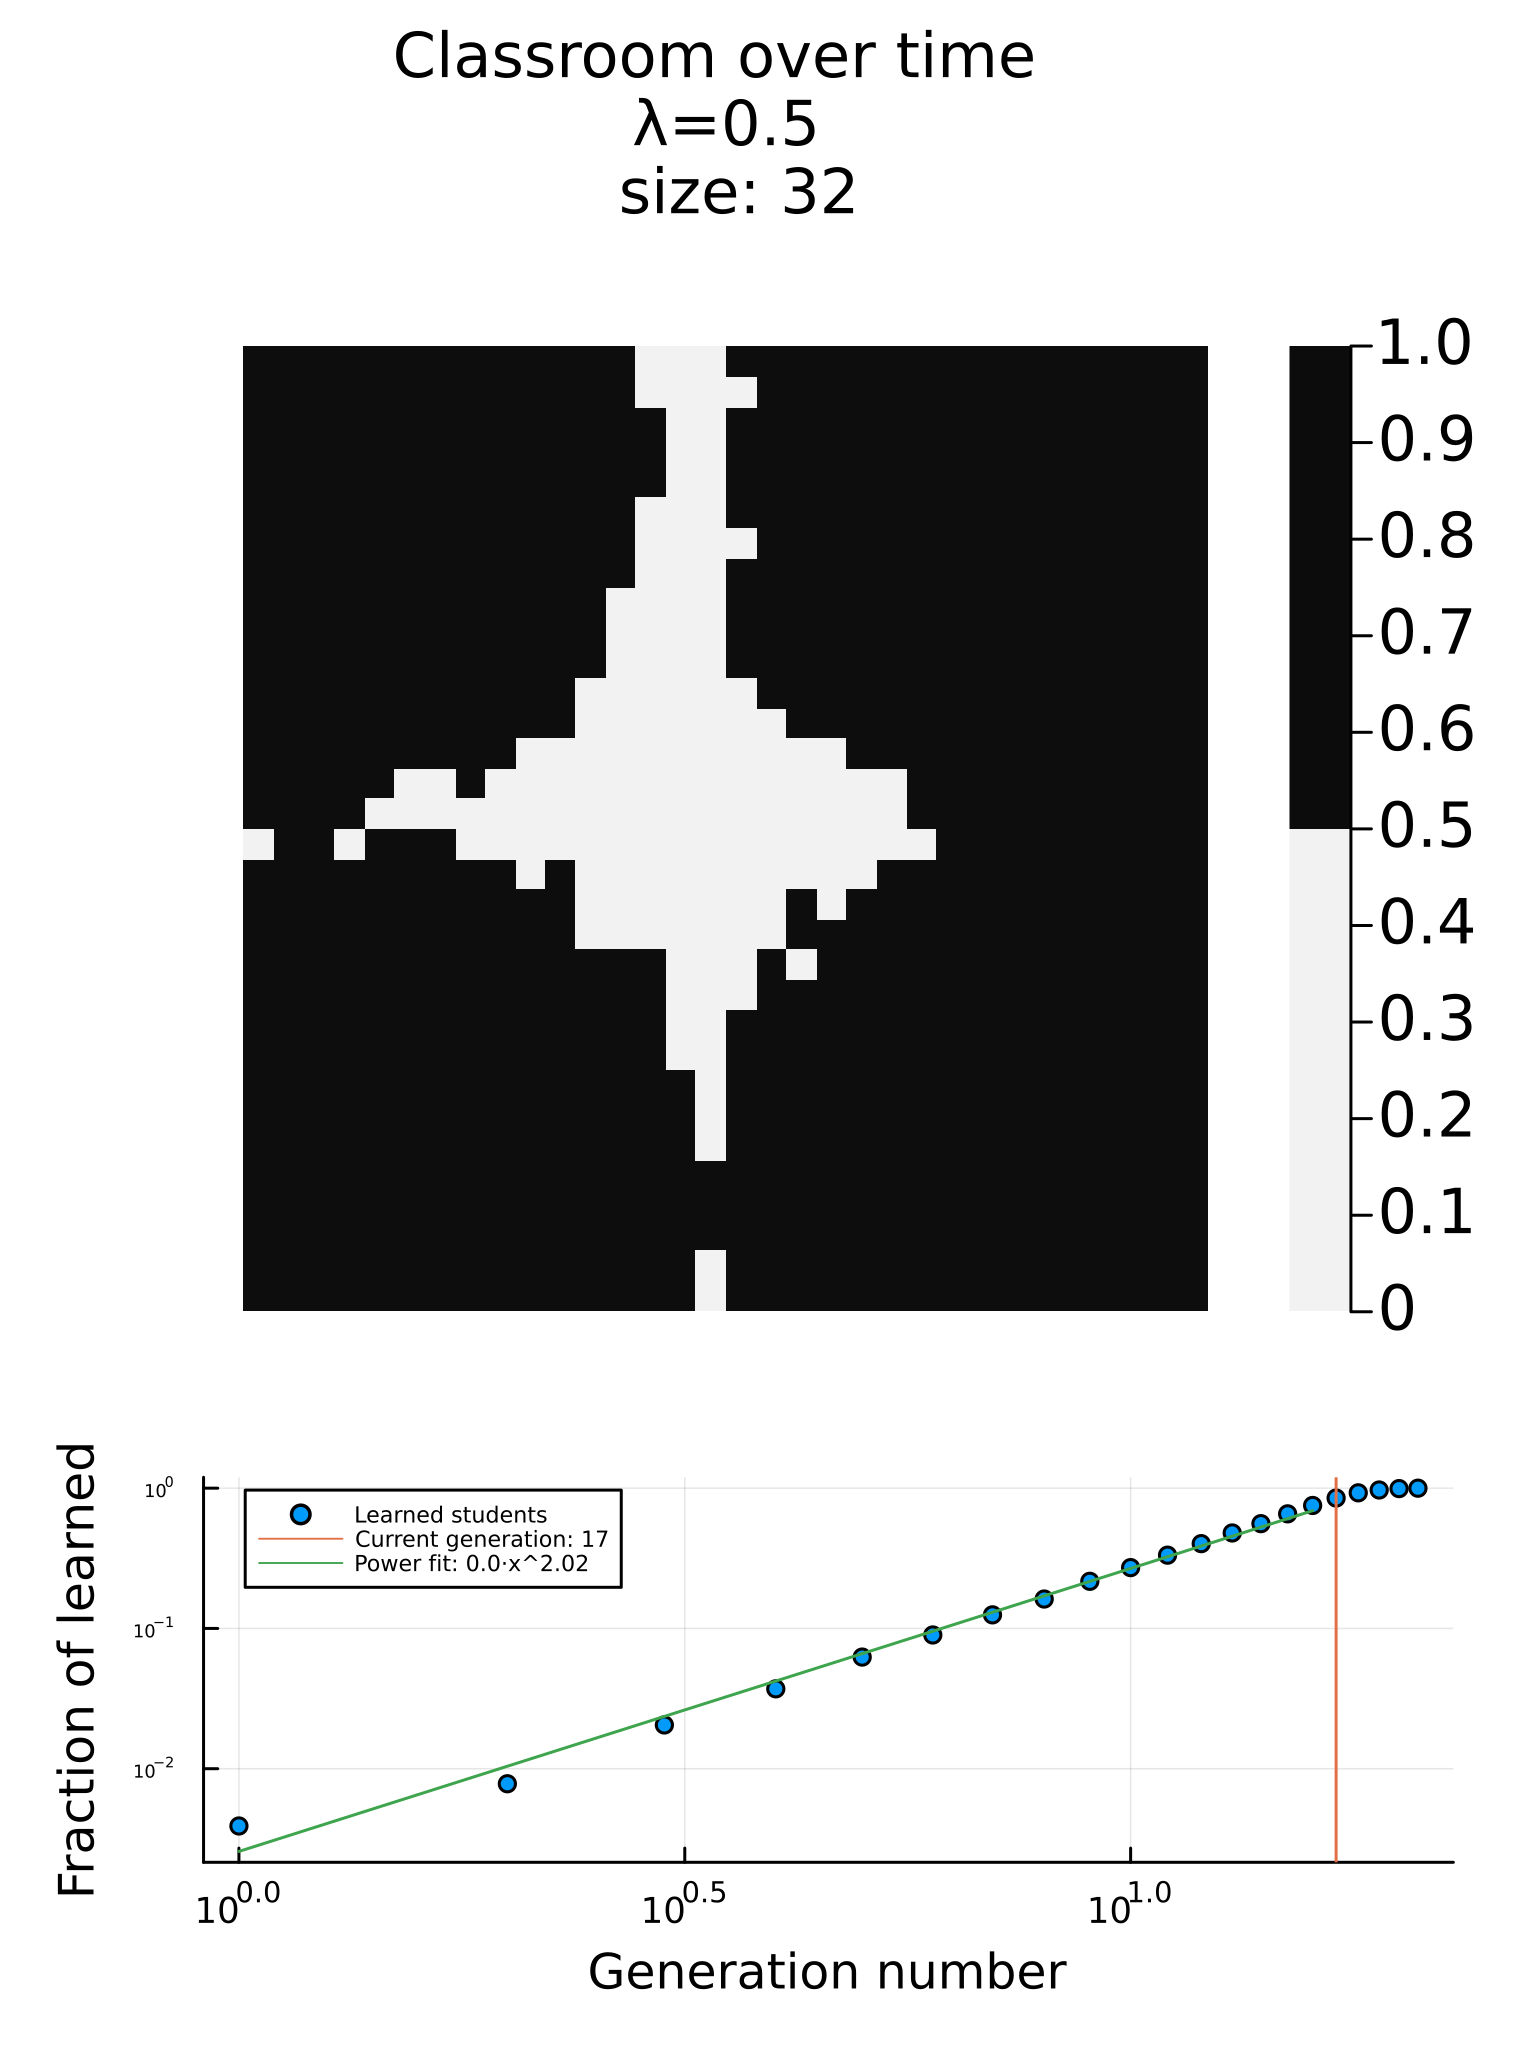 Classroom over time
λ=0.5
size: 32
1.0
0.9
0.8
0.7
0.6
0.5
0.4
0.3
0.2
0.1
0
Fraction of learned
10^0
10^-1
10^-2
Learned students
Current generation: 17
Power fit: 0.0·x^2.02
10^0.0
10^0.5
10^1.0
Generation number